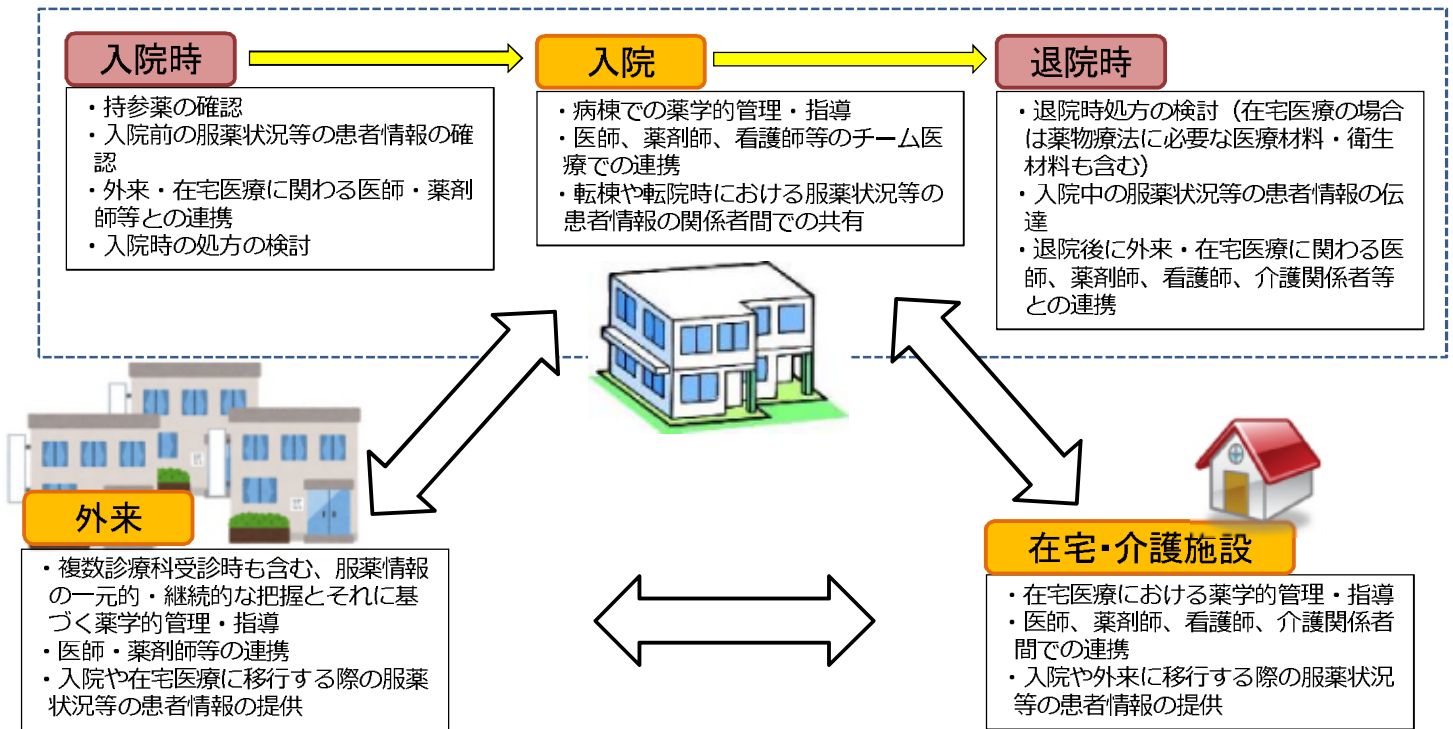 入院時
・持参薬の確認
・入院前の服薬状況等の患者情報の確
認
・外来・在宅医療に関わる医師・薬剤
師等との連携
・入院時の処方の検討
入院
・病棟での薬学的管理・指導
・医師、薬剤師、看護師等のチーム医
療での連携
・転棟や転院時における服薬状況等の
患者情報の関係者間での共有
退院時
・退院時処方の検討（在宅医療の場合
は薬物療法に必要な医療材料・衛生
材料も含む）
・入院中の服薬状況等の患者情報の伝
達
・退院後に外来・在宅医療に関わる医
師、薬剤師、看護師、介護関係者等
との連携
外来
・複数診療科受診時も含む、服薬情報
の一元的・継続的な把握とそれに基
づく薬学的管理・指導
・医師・薬剤師等の連携
・入院や在宅医療に移行する際の服薬
状況等の患者情報の提供
在宅・介護施設
・在宅医療における薬学的管理・指導
・医師、薬剤師、看護師、介護関係者
間での連携
・入院や外来に移行する際の服薬状況
等の患者情報の提供